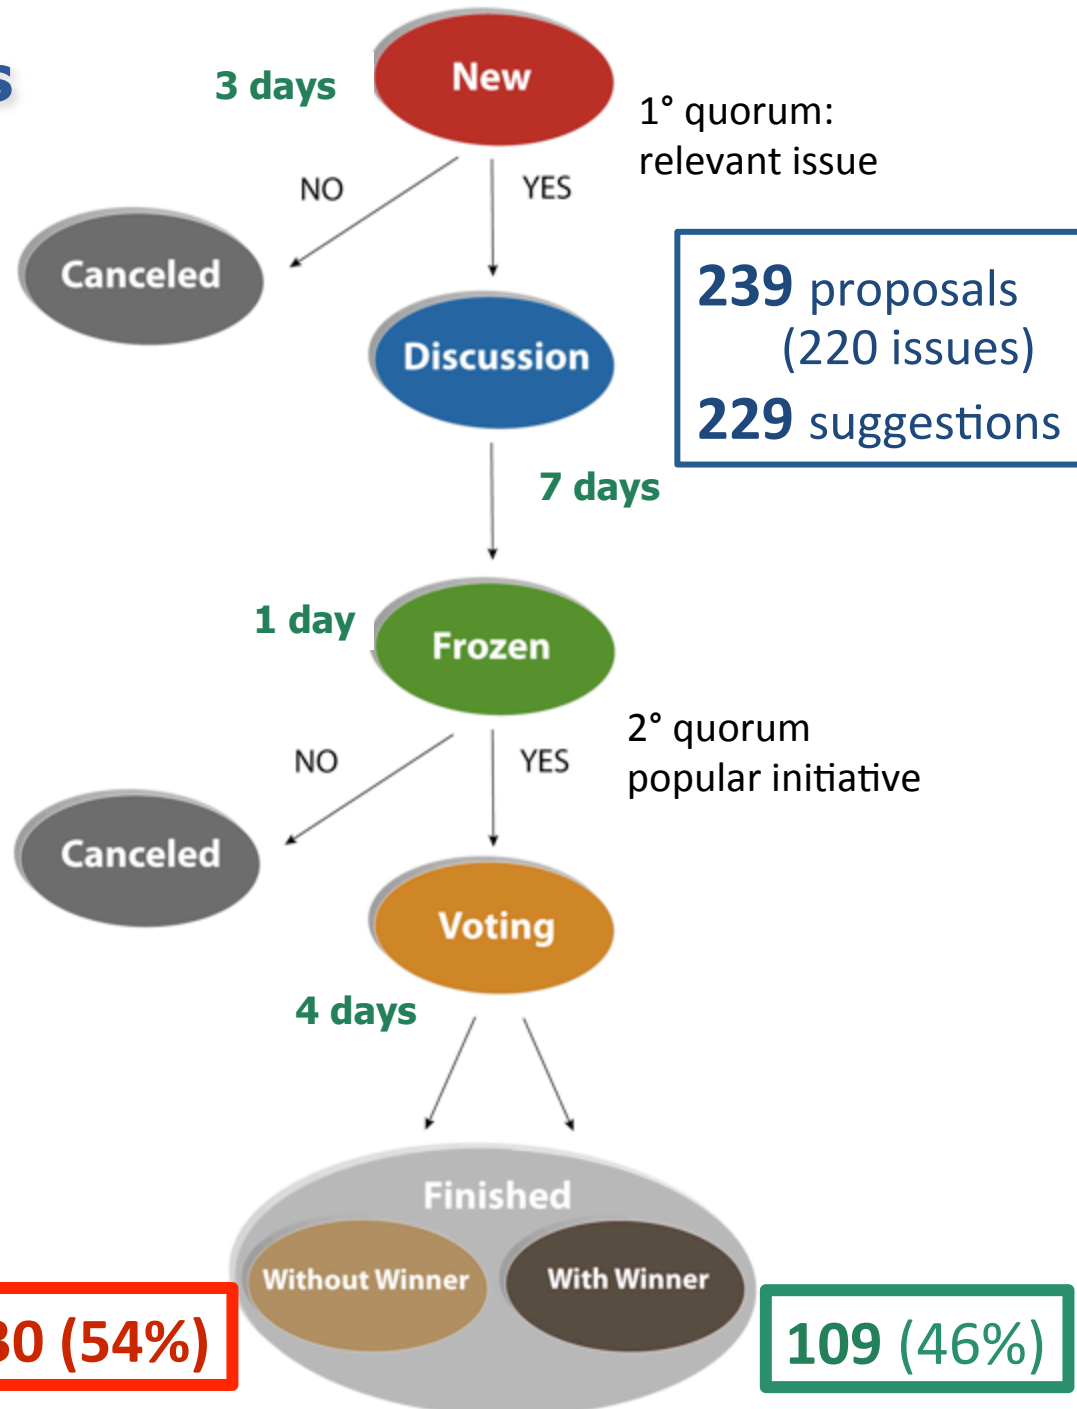 s
3 days
New
1° quorum:
relevant issue
NO
YES
Canceled
239 proposals
(220 issues)
229 suggestions
Discussion
7 days
1 day
Frozen
2° quorum
popular initiative
NO
YES
Canceled
Voting
4 days
Finished
Without Winner
With Winner
30 (54%)
109 (46%)